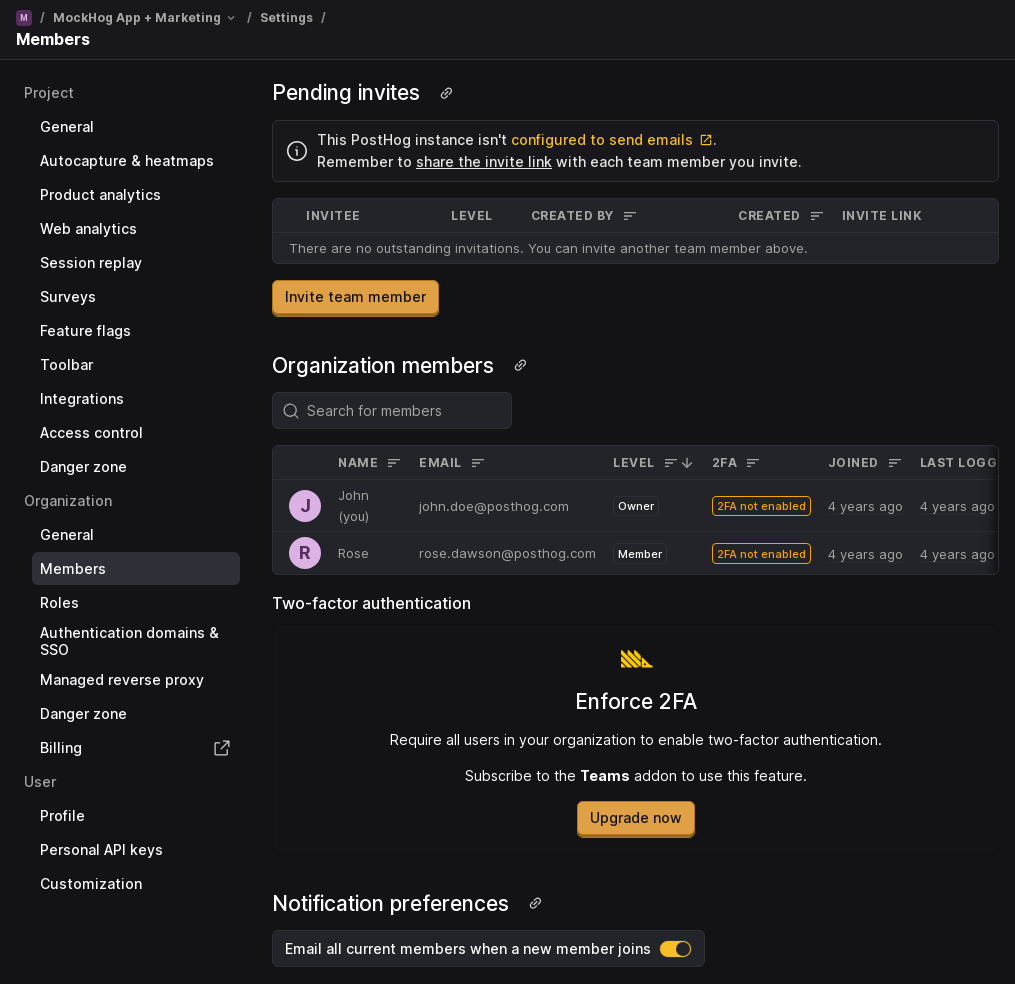 M / MockHog App + Marketing / Settings /
Members
Project
General
Autocapture & heatmaps
Product analytics
Web analytics
Session replay
Surveys
Feature flags
Toolbar
Integrations
Access control
Danger zone
Organization
General
Members
Roles
Authentication domains &
SSO
Managed reverse proxy
Danger zone
Billing
User
Profile
Personal API keys
Customization
Pending invites
This PostHog instance isn't configured to send emails .
Remember to share the invite link with each team member you invite.
INVITEE LEVEL CREATED BY CREATED INVITE LINK
There are no outstanding invitations. You can invite another team member above.
Invite team member
Organization members
Search for members
NAME EMAIL LEVEL 2FA JOINED LAST LOGG
J John (you) john.doe@posthog.com Owner 2FA not enabled 4 years ago 4 years ago
R Rose rose.dawson@posthog.com Member 2FA not enabled 4 years ago 4 years ago
Two-factor authentication
Enforce 2FA
Require all users in your organization to enable two-factor authentication.
Subscribe to the Teams addon to use this feature.
Upgrade now
Notification preferences
Email all current members when a new member joins